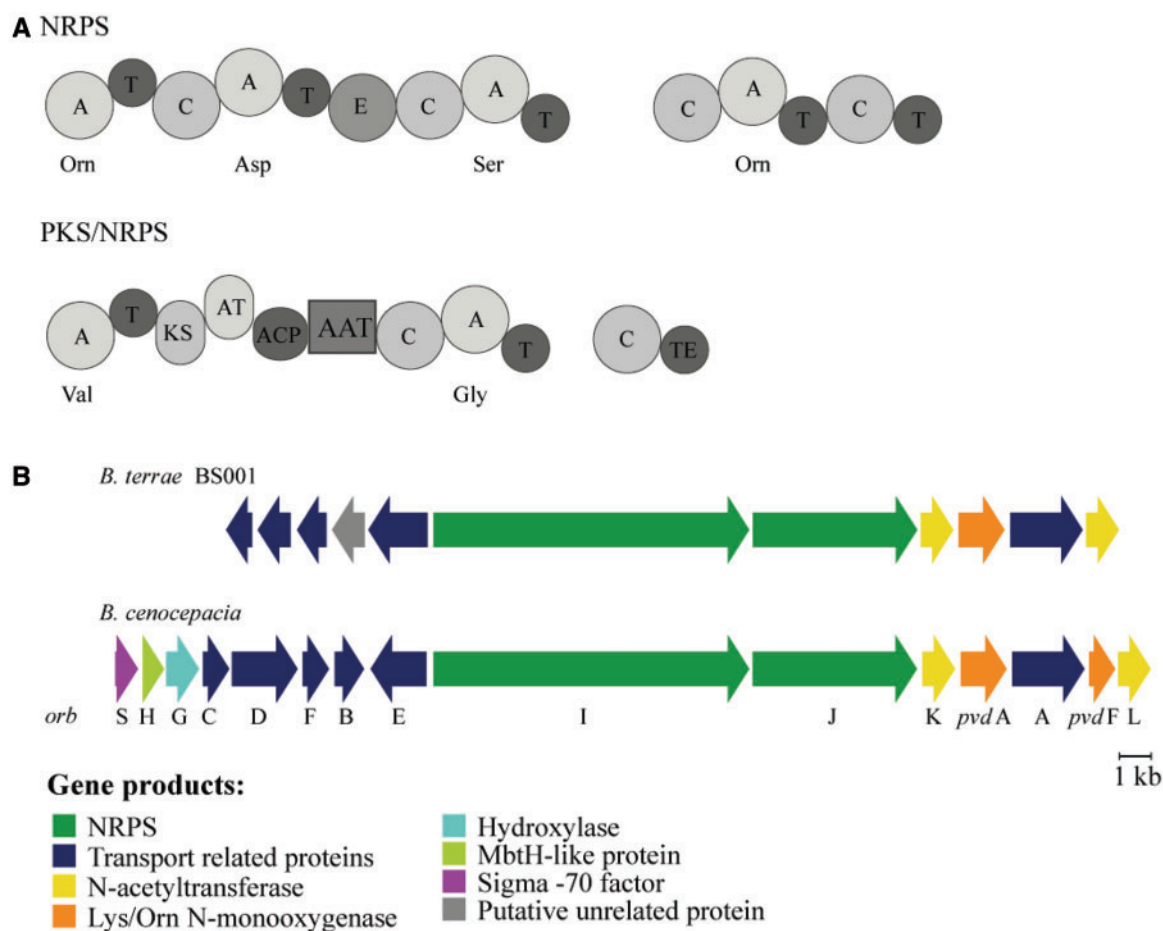 A NRPS
A T C A T E C A T C A T C T
Orn Asp Ser Orn
PKS/NRPS
A T KS AT ACP AAT C A T C TE
Val Gly
B B. terrae BS001
B. cenocepacia
orb S H G C D F B E I J K pvd A A pvd F L
1 kb
Gene products:
NRPS
Transport related proteins
N-acetyltransferase
Lys/Orn N-monooxygenase
Hydroxylase
MbtH-like protein
Sigma -70 factor
Putative unrelated protein